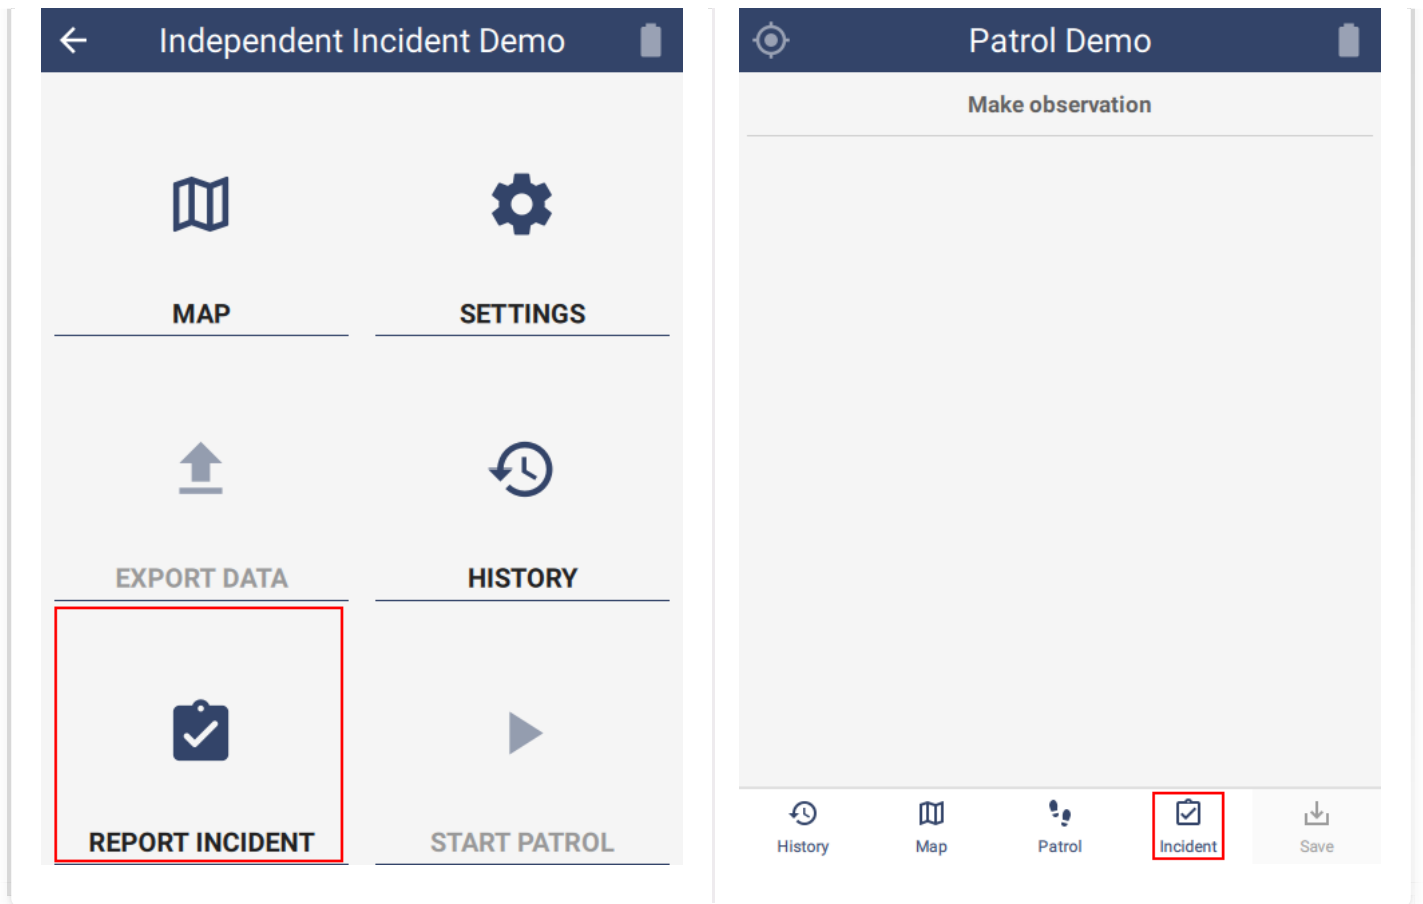 Independent Incident Demo
MAP
SETTINGS
EXPORT DATA
HISTORY
REPORT INCIDENT
START PATROL
Patrol Demo
Make observation
History
Map
Patrol
Incident
Save